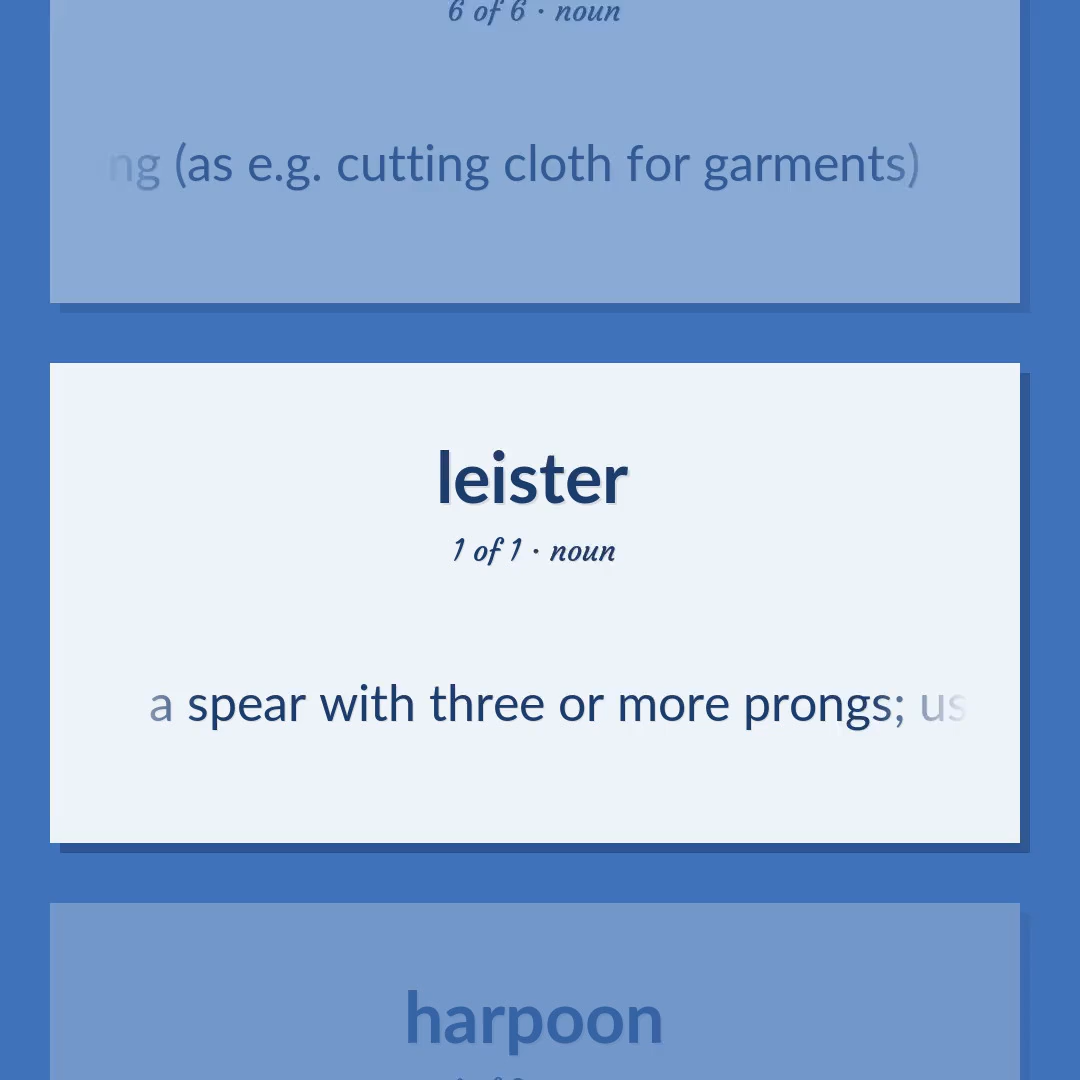 6 of 6 · noun
ng (as e.g. cutting cloth for garments)
leister
1 of 1 · noun
a spear with three or more prongs; us
harpoon